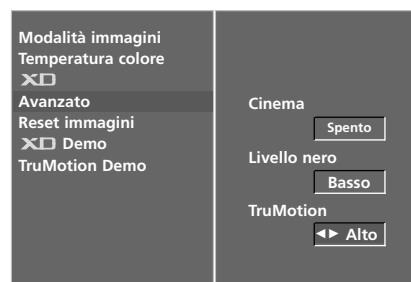 Modalità immagini
Temperatura colore
XD
Avanzato
Reset immagini
XD Demo
TruMotion Demo
Cinema
Spento
Livello nero
Basso
TruMotion
◄► Alto